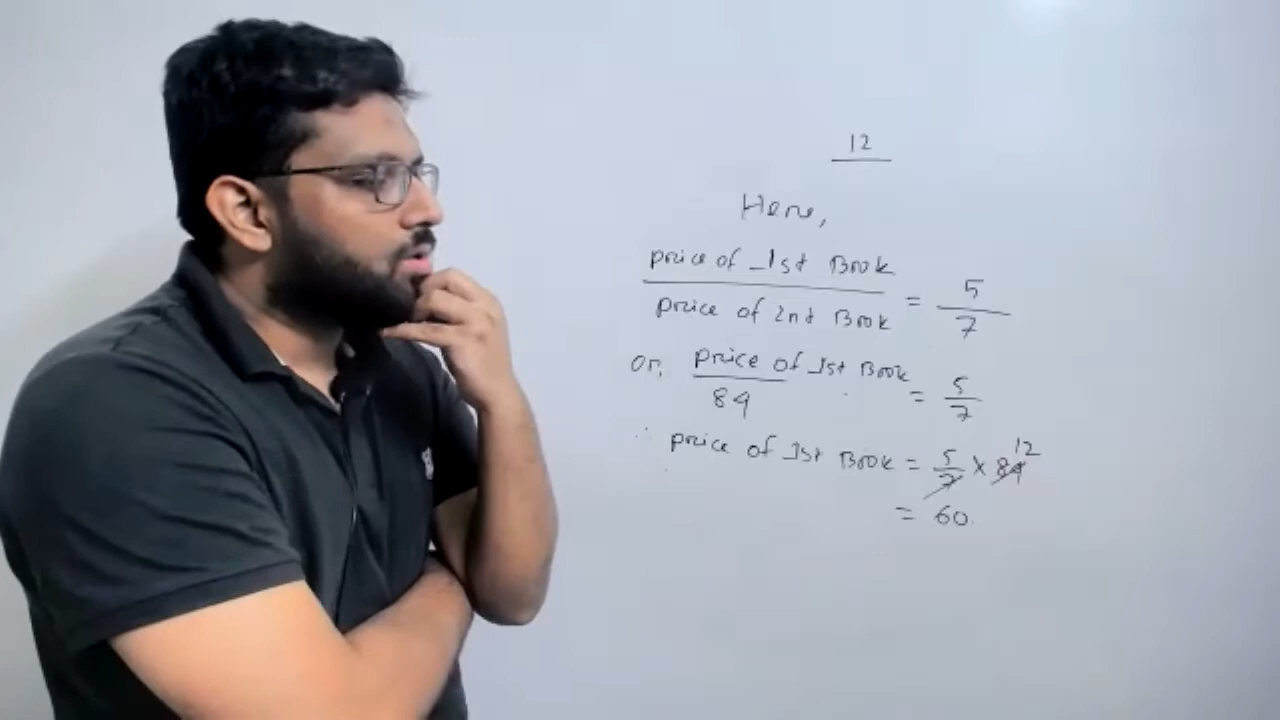 12
Here,
price of 1st Book
price of 2nd Book = 5/7
or, price of 1st Book / 84 = 5/7
∴ price of 1st Book = 5/7 × 84 12
= 60.